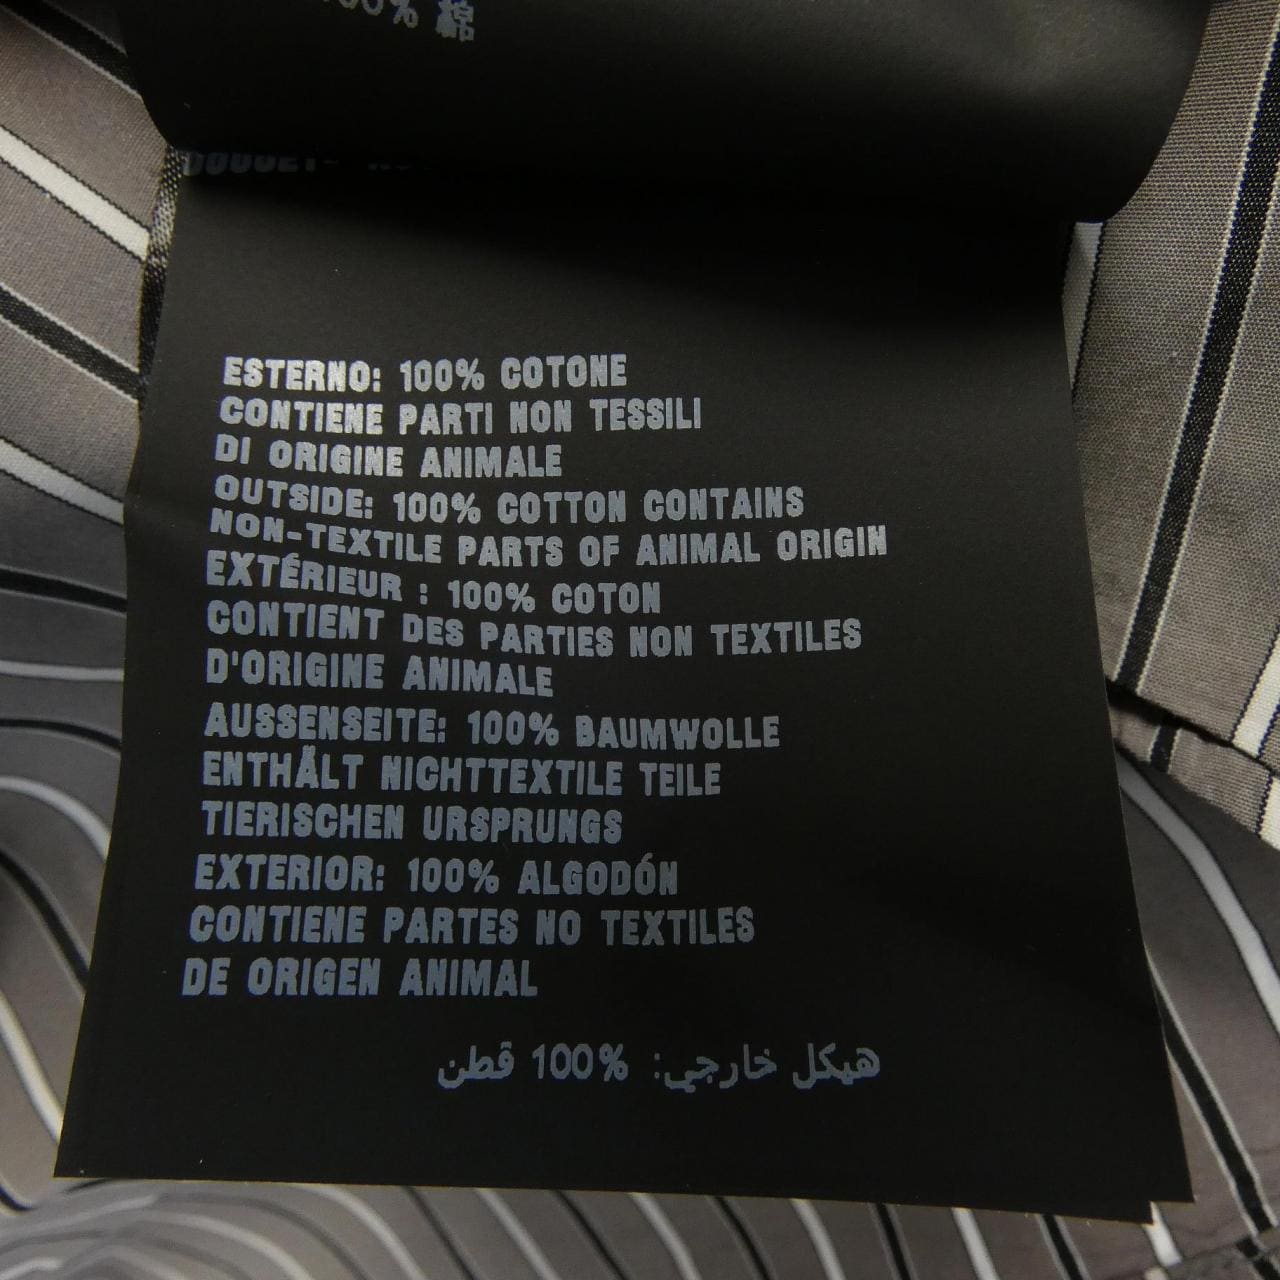 100% 綿
ESTERNO: 100% COTONE
CONTIENE PARTI NON TESSILI
DI ORIGINE ANIMALE
OUTSIDE: 100% COTTON CONTAINS
NON-TEXTILE PARTS OF ANIMAL ORIGIN
EXTÉRIEUR : 100% COTON
CONTIENT DES PARTIES NON TEXTILES
D'ORIGINE ANIMALE
AUSSENSEITE: 100% BAUMWOLLE
ENTHÄLT NICHTTEXTILE TEILE
TIERISCHEN URSPRUNGS
EXTERIOR: 100% ALGODÓN
CONTIENE PARTES NO TEXTILES
DE ORIGEN ANIMAL
هيكل خارجي: 100% قطن